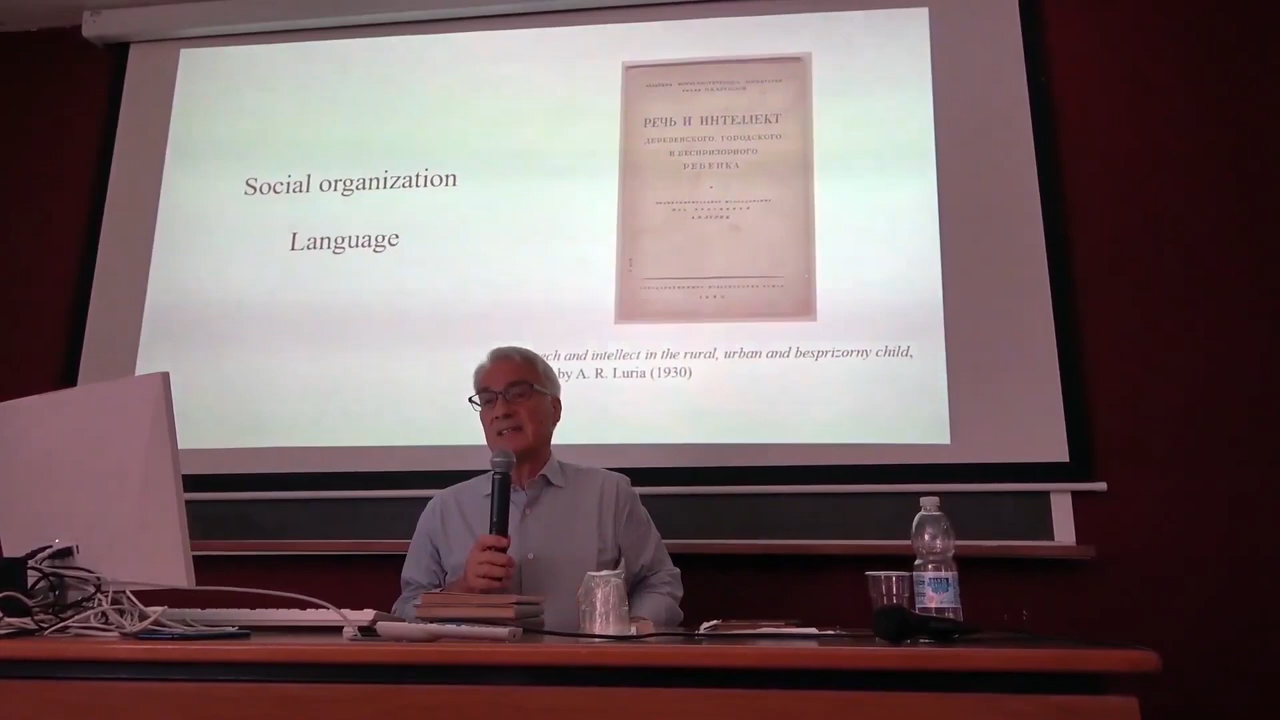 Social organization
Language
РЕЧЬ И ИНТЕЛЛЕКТ
ДЕРЕВЕНСКОГО, ГОРОДСКОГО
И БЕСПРИЗОРНОГО
РЕБЕНКА
and intellect in the rural, urban and besprizorny child,
by A. R. Luria (1930)